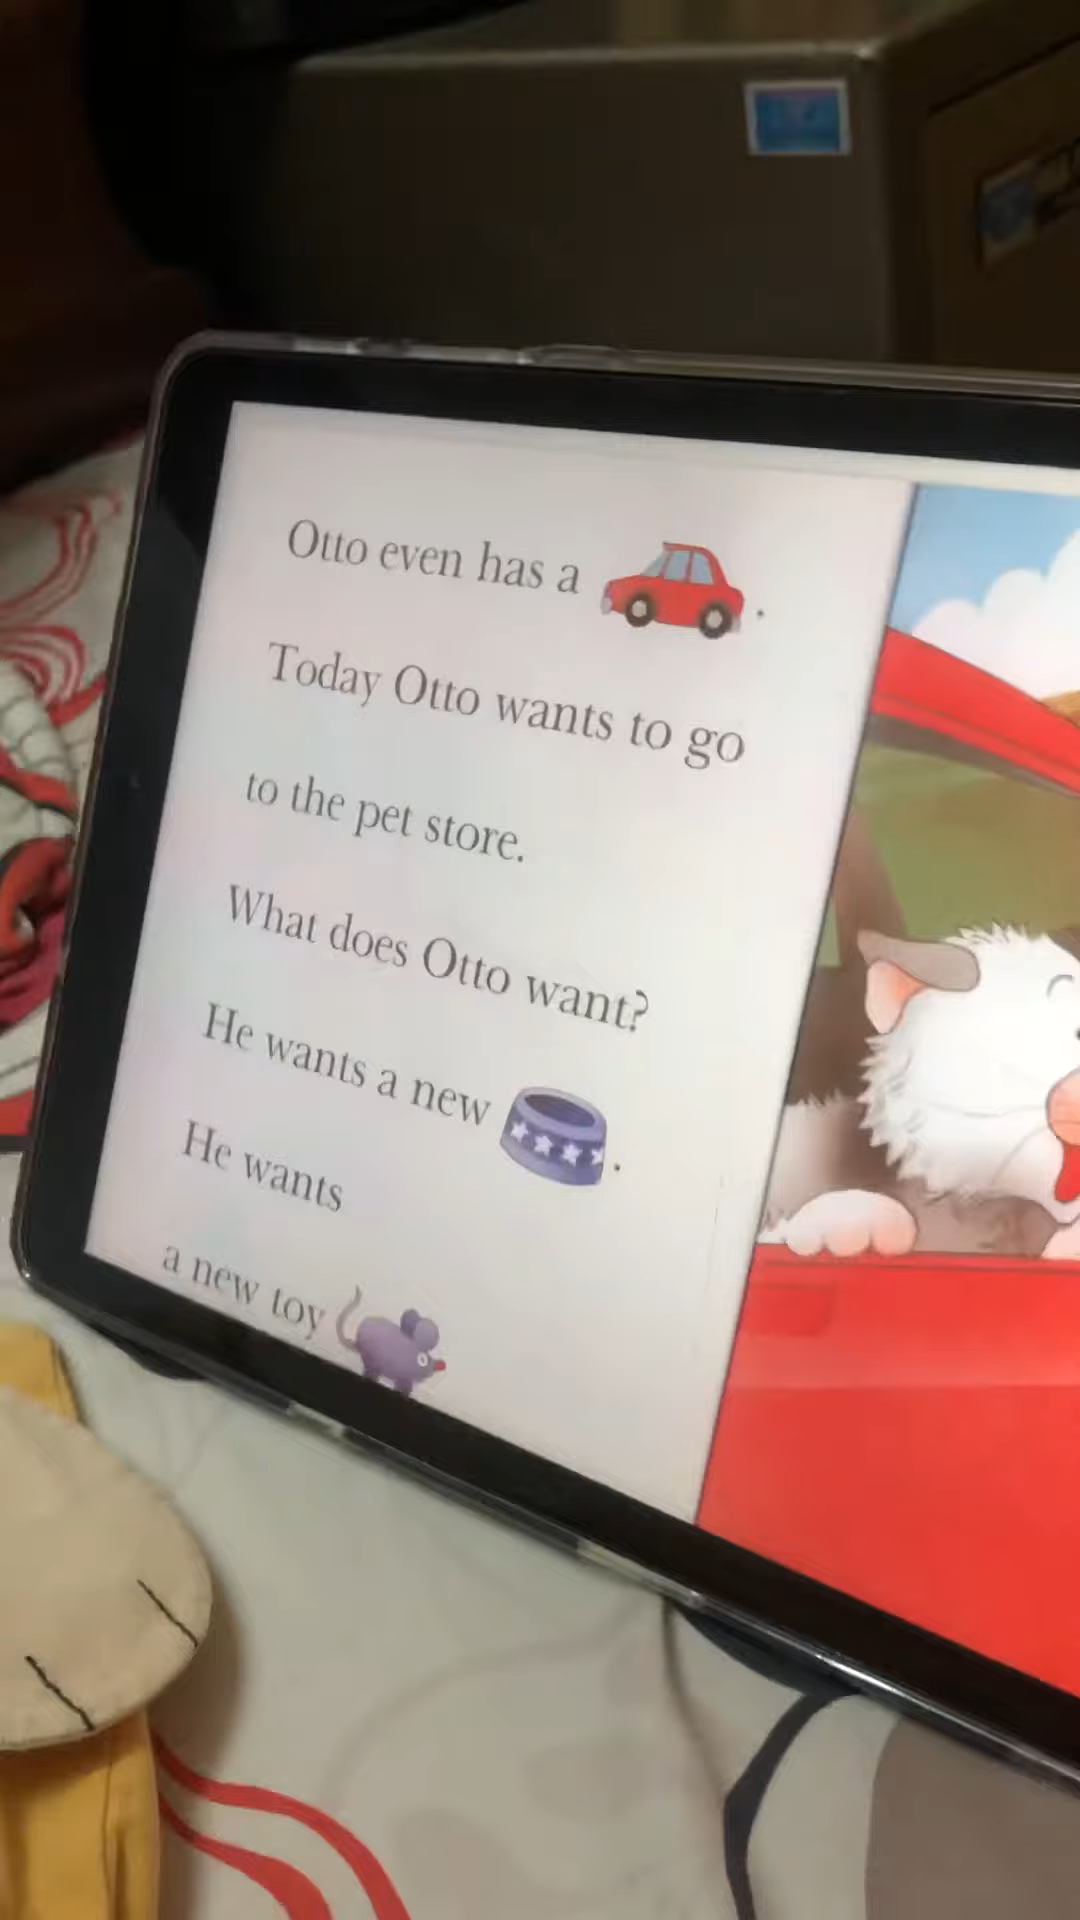 Otto even has a .
Today Otto wants to go
to the pet store.
What does Otto want?
He wants a new .
He wants
a new toy